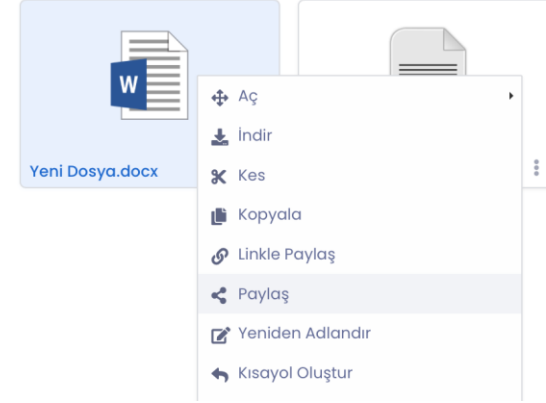 W
Yeni Dosya.docx
Aç
İndir
Kes
Kopyala
Linkle Paylaş
Paylaş
Yeniden Adlandır
Kısayol Oluştur